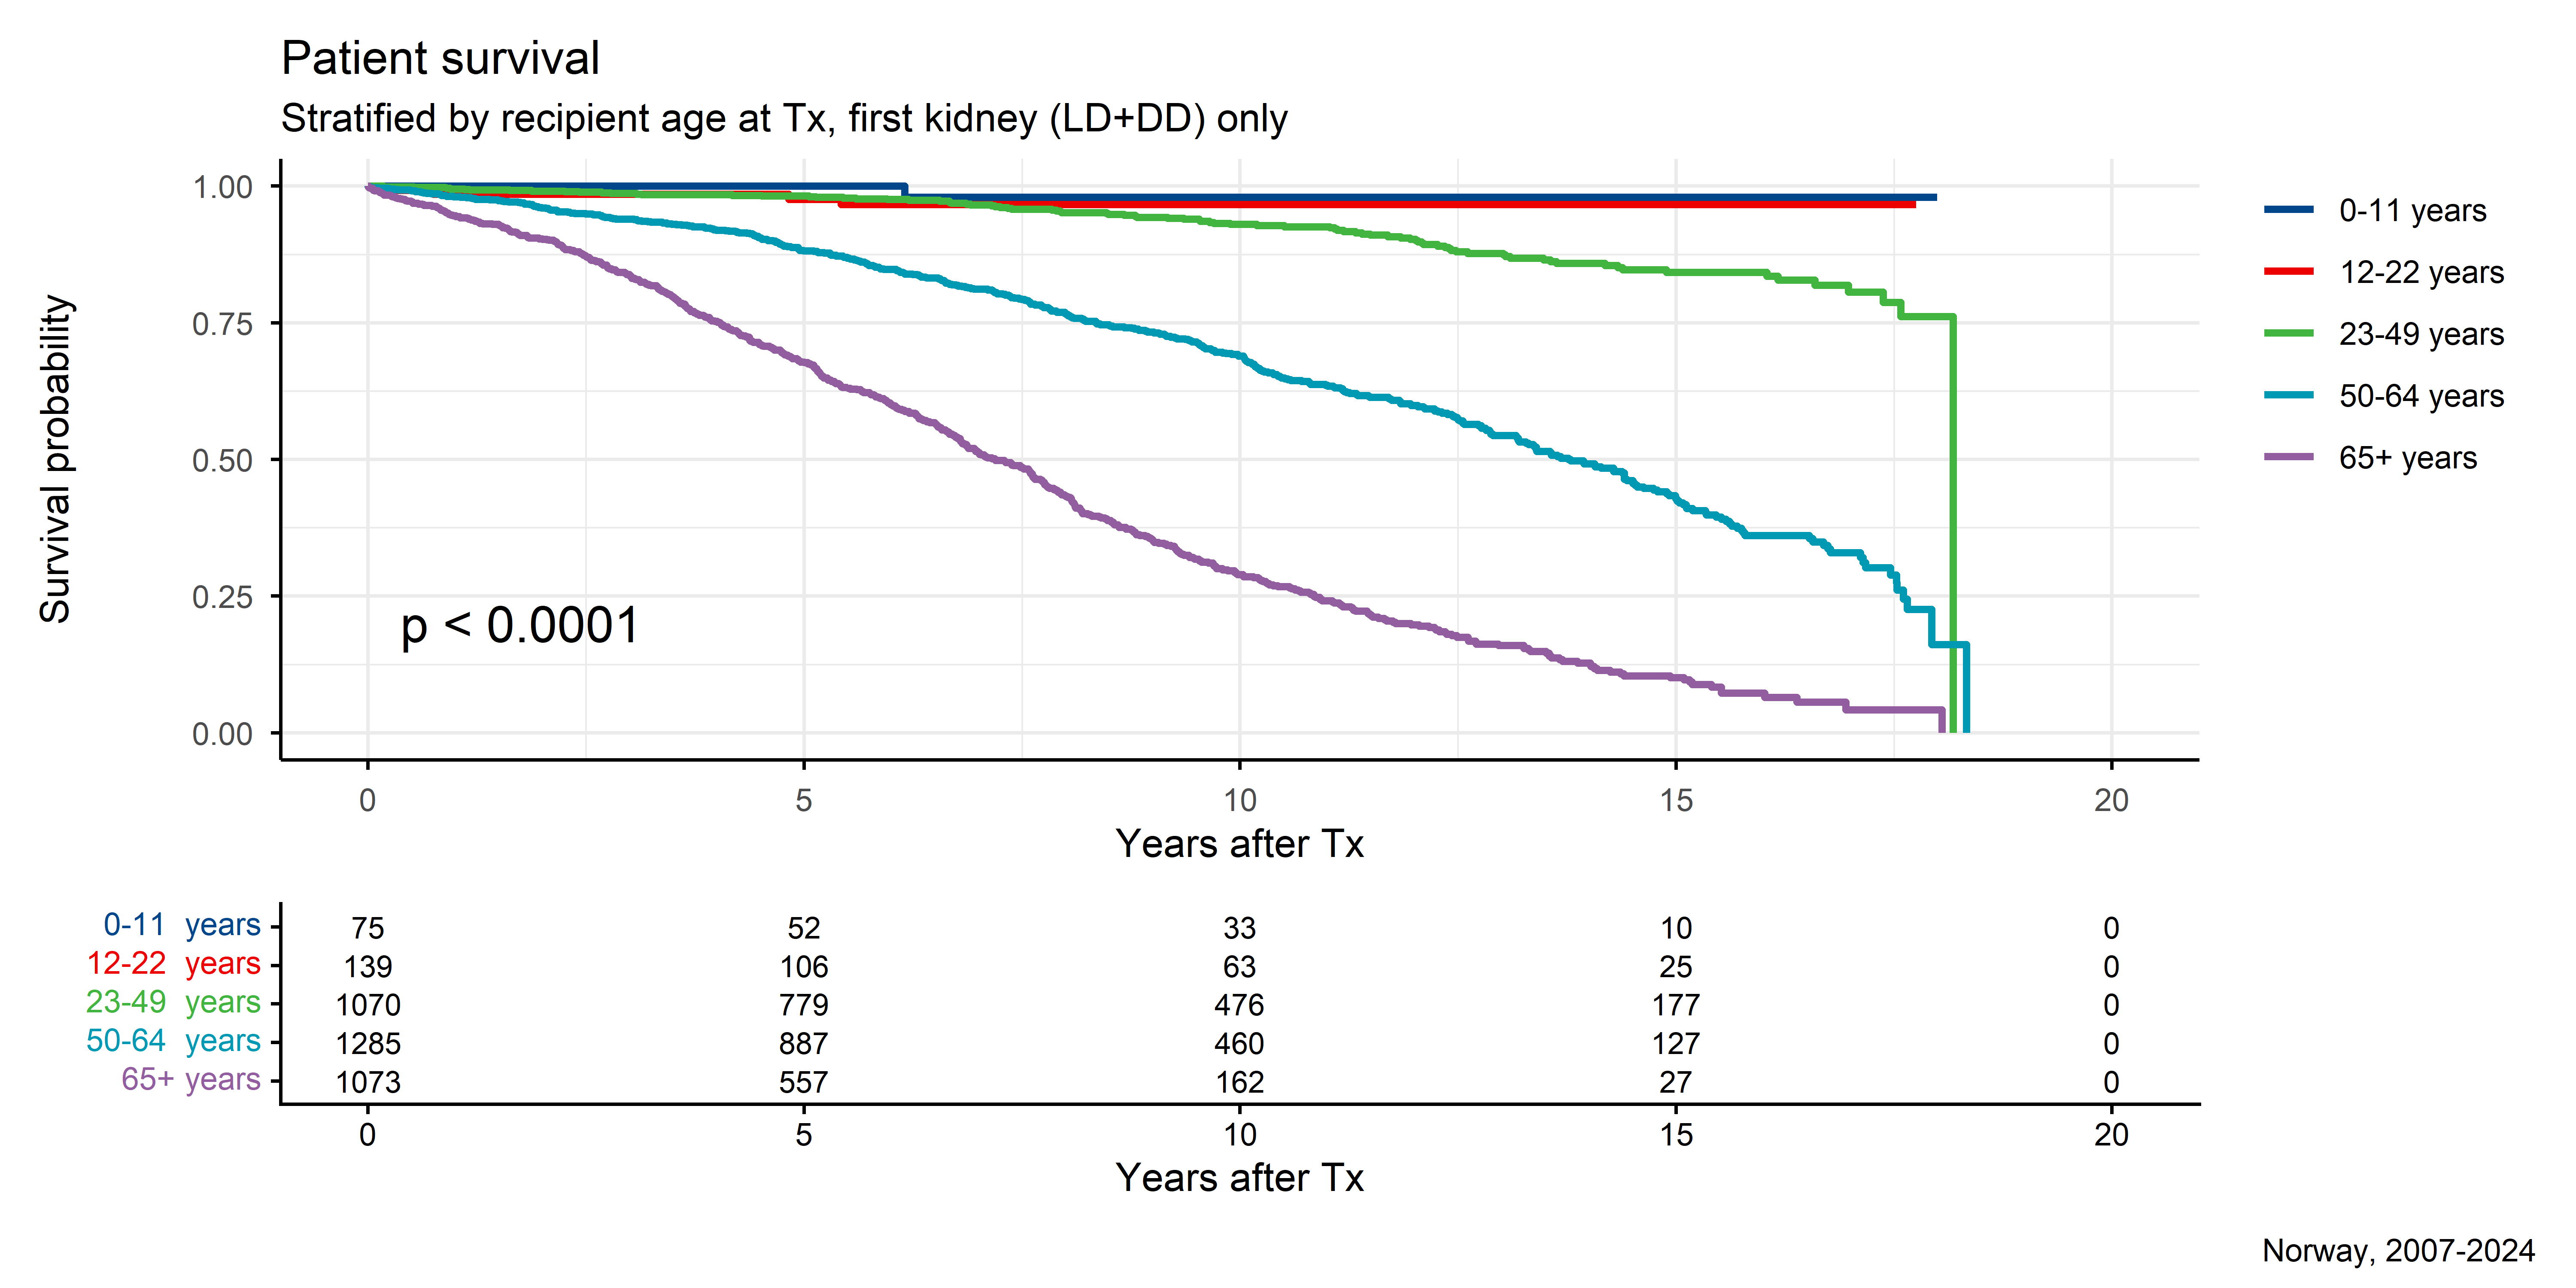 Patient survival
Stratified by recipient age at Tx, first kidney (LD+DD) only
Survival probability
1.00
0.75
0.50
0.25
0.00
p < 0.0001
0 5 10 15 20
Years after Tx
0-11 years
12-22 years
23-49 years
50-64 years
65+ years
0-11 years 75 52 33 10 0
12-22 years 139 106 63 25 0
23-49 years 1070 779 476 177 0
50-64 years 1285 887 460 127 0
65+ years 1073 557 162 27 0
0 5 10 15 20
Years after Tx
Norway, 2007-2024